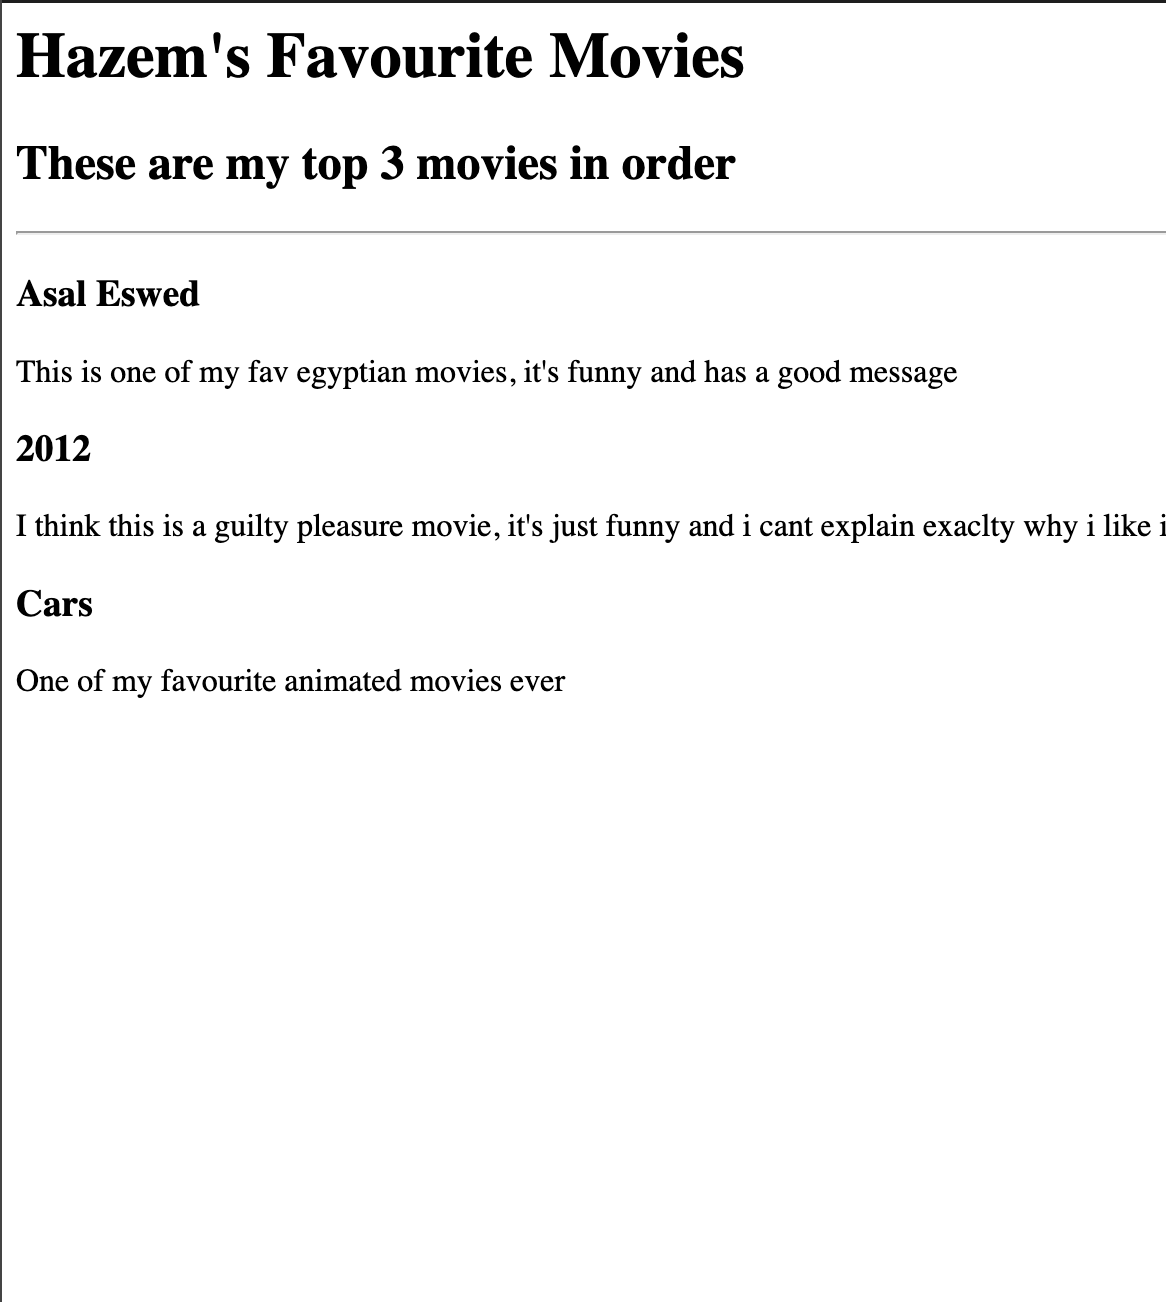 Hazem's Favourite Movies
These are my top 3 movies in order
Asal Eswed
This is one of my fav egyptian movies, it's funny and has a good message
2012
I think this is a guilty pleasure movie, it's just funny and i cant explain exaclty why i like
Cars
One of my favourite animated movies ever